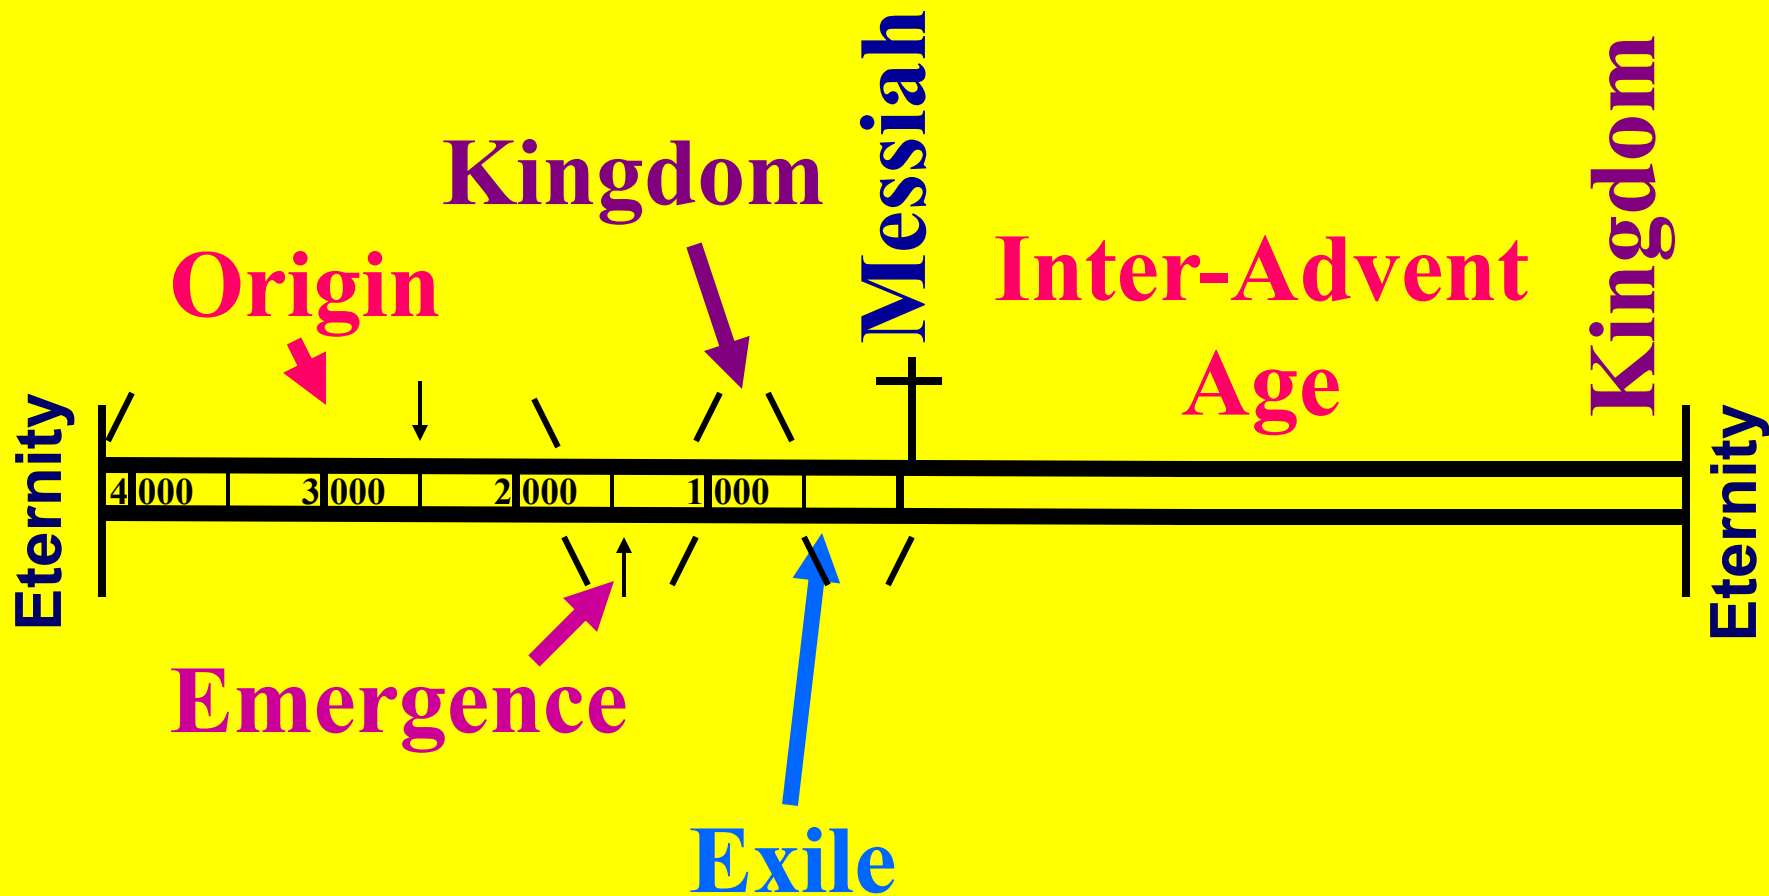 Messiah
Kingdom
Kingdom
Origin
Inter-Advent
Age
Eternity
4000 3000 2000 1000
Eternity
Emergence
Exile